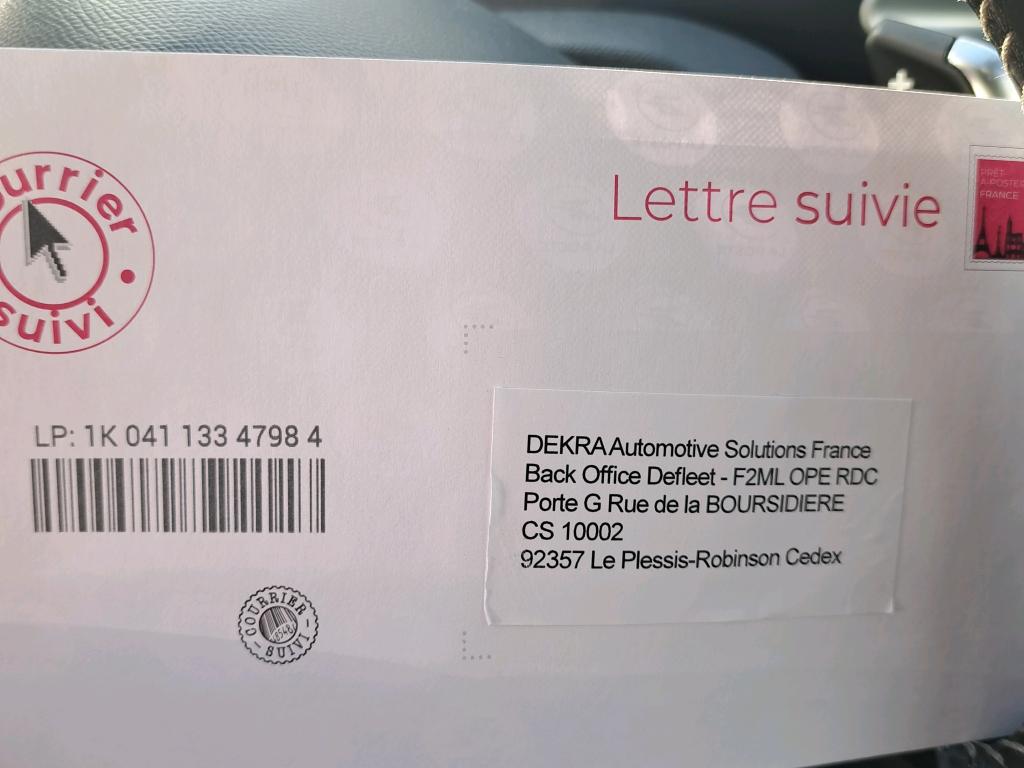 Lettre suivie
PRÊT-
À-POSTER
FRANCE
suivi
LP: 1K 041 133 4798 4
DEKRA Automotive Solutions France
Back Office Defleet - F2ML OPE RDC
Porte G Rue de la BOURSIDIERE
CS 10002
92357 Le Plessis-Robinson Cedex
COURRIER
SUIVI